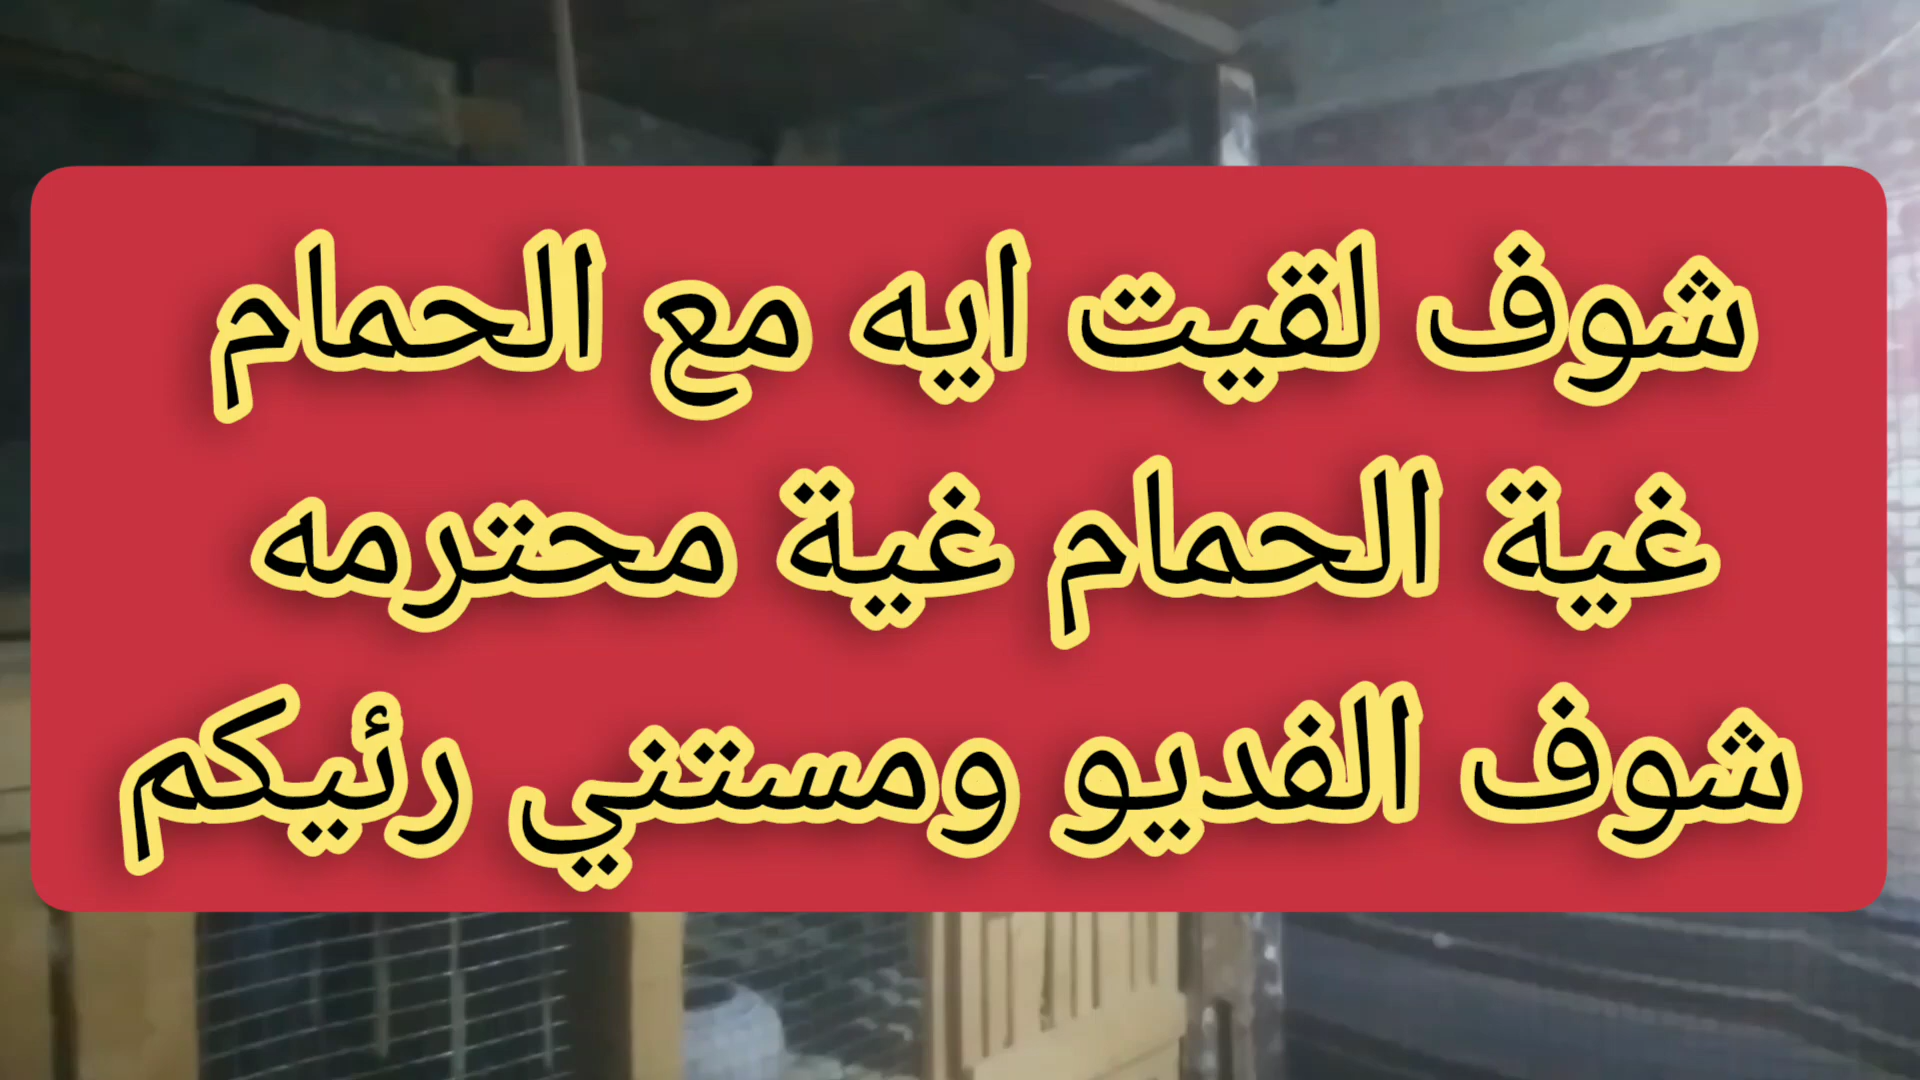 شوف لقيت ايه مع الحمام
غية الحمام غية محترمه
شوف الفديو ومستني رئيكم